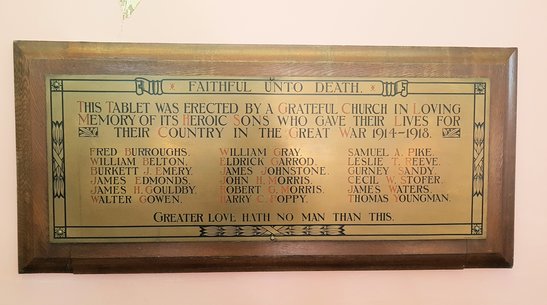 FAITHFUL UNTO DEATH.
THIS TABLET WAS ERECTED BY A GRATEFUL CHURCH IN LOVING
MEMORY OF ITS HEROIC SONS WHO GAVE THEIR LIVES FOR
THEIR COUNTRY IN THE GREAT WAR 1914-1918.
FRED BURROUGHS.
WILLIAM BELTON.
BURKETT J. EMERY.
JAMES EDMONDS.
JAMES H. GOULDBY.
WALTER GOWEN.
WILLIAM GRAY.
ELDRICK GARROD.
JAMES JOHNSTONE.
JOHN H. MORRIS.
ROBERT G. MORRIS.
HARRY C. POPPY.
SAMUEL A. PIKE.
LESLIE T. REEVE.
GURNEY SANDY.
CECIL W. STOFER.
JAMES WATERS.
THOMAS YOUNGMAN.
GREATER LOVE HATH NO MAN THAN THIS.